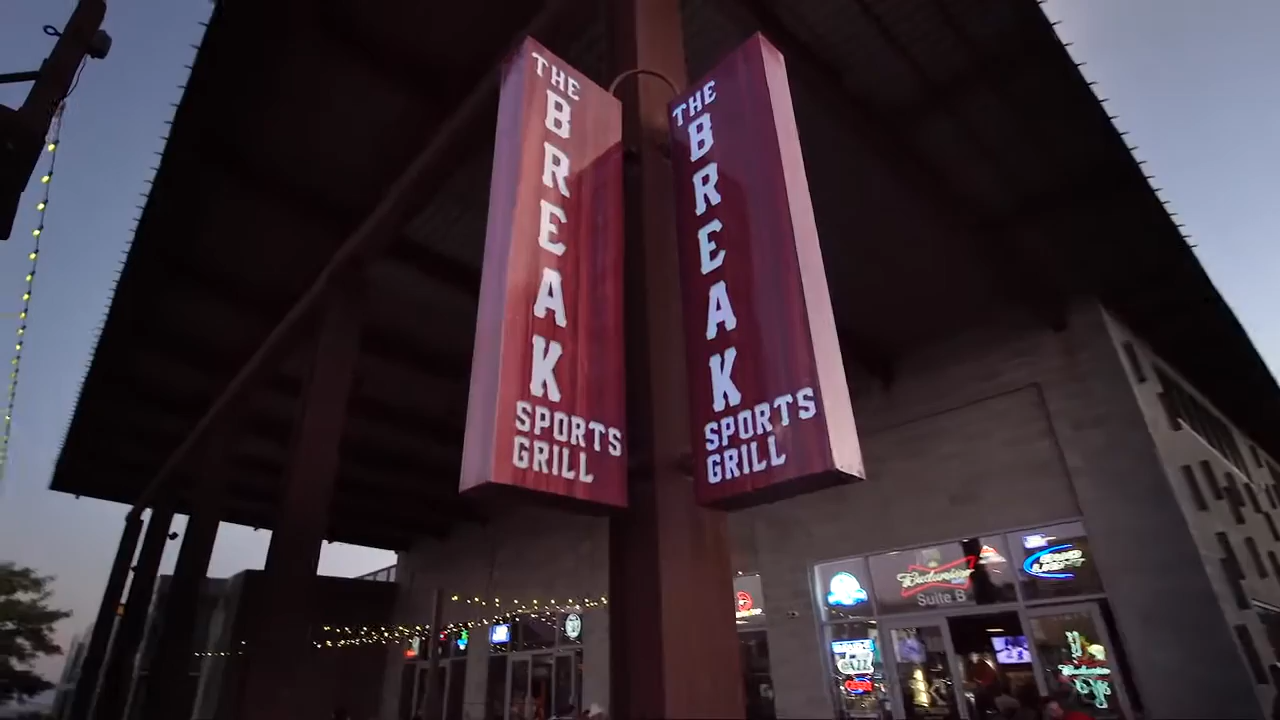 THE
BREAK
SPORTS
GRILL
THE
BREAK
SPORTS
GRILL
Budweiser
Suite B